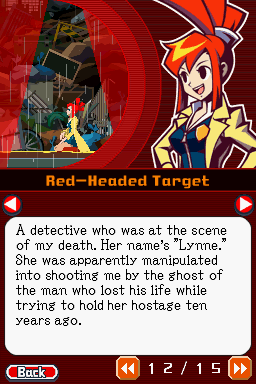 Red-Headed Target
A detective who was at the scene
of my death. Her name's "Lynne."
She was apparently manipulated
into shooting me by the ghost of
the man who lost his life while
trying to hold her hostage ten
years ago.
Back
12/15